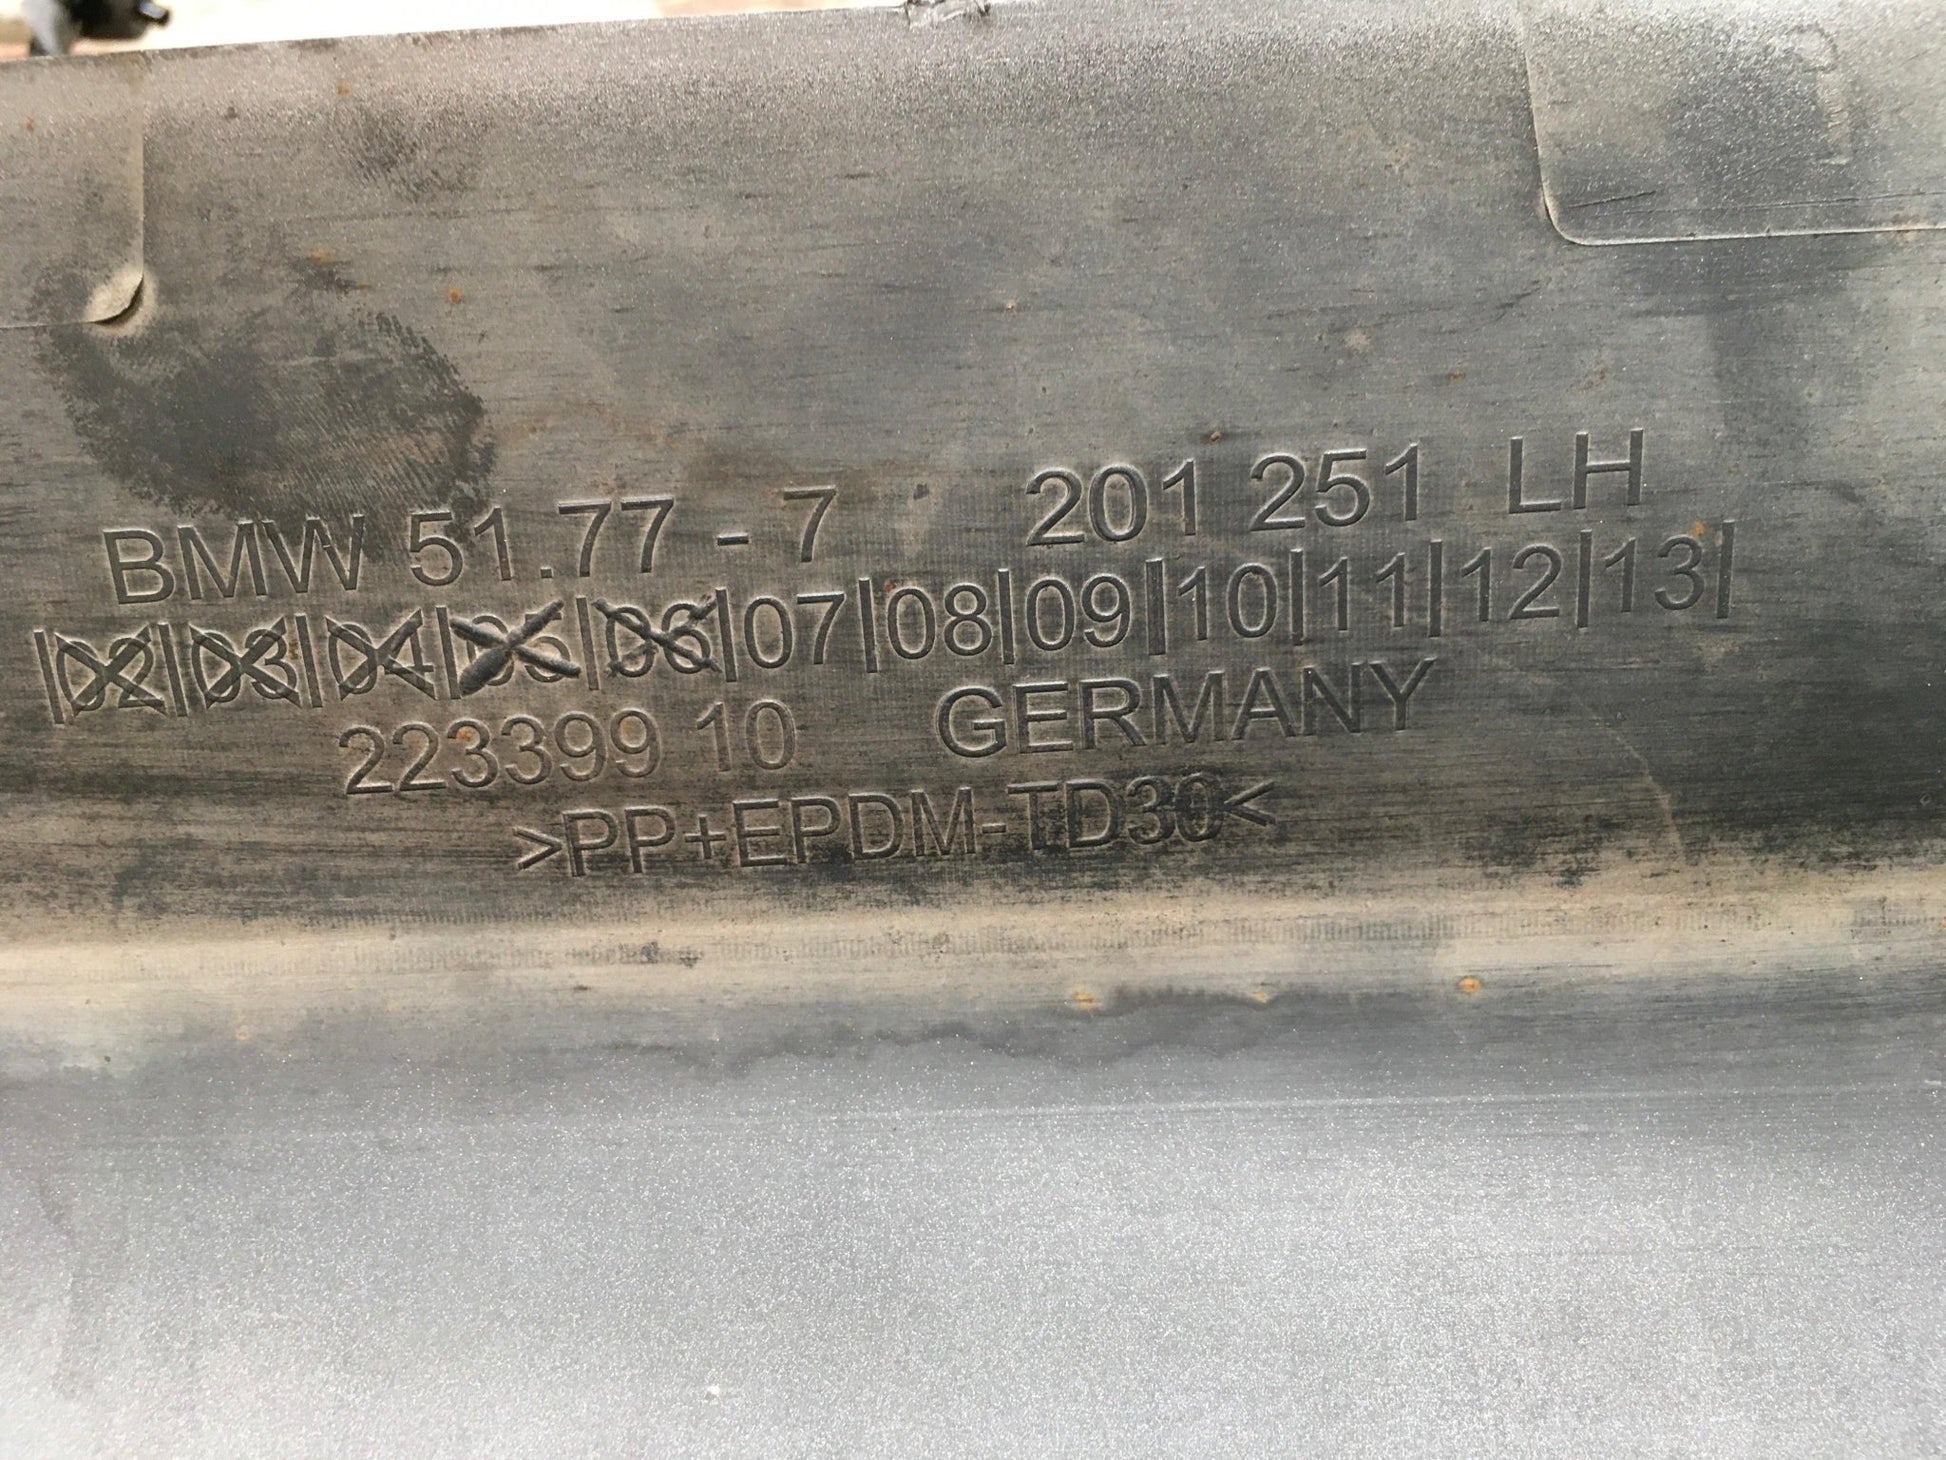 BMW 51.77 - 7 201 251 LH
|02|03|04|05|06|07|08|09|10|11|12|13|
223399 10 GERMANY
>PP+EPDM-TD30<